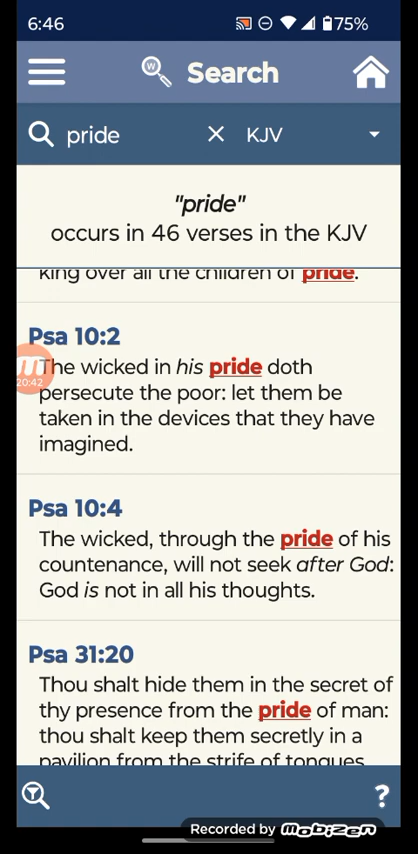 6:46 75%
Search
pride KJV
"pride"
occurs in 46 verses in the KJV
king over all the children of pride.
Psa 10:2
The wicked in his pride doth
persecute the poor: let them be
taken in the devices that they have
imagined.
Psa 10:4
The wicked, through the pride of his
countenance, will not seek after God:
God is not in all his thoughts.
Psa 31:20
Thou shalt hide them in the secret of
thy presence from the pride of man:
thou shalt keep them secretly in a
pavilion from the strife of tongues
20:42
?
Recorded by mobizen